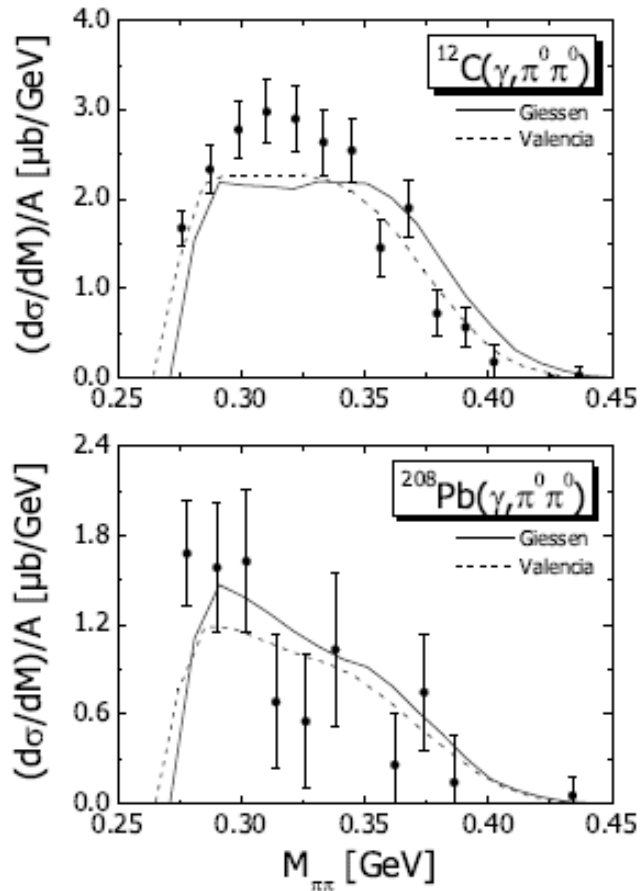 4.0
3.0
2.0
1.0
0.0
(dσ/dM)/A [μb/GeV]
¹²C(γ,π⁰π⁰)
Giessen
Valencia
0.25 0.30 0.35 0.40 0.45
2.4
1.8
1.2
0.6
0.0
(dσ/dM)/A [μb/GeV]
²⁰⁸Pb(γ,π⁰π⁰)
Giessen
Valencia
0.25 0.30 0.35 0.40 0.45
M_ππ [GeV]